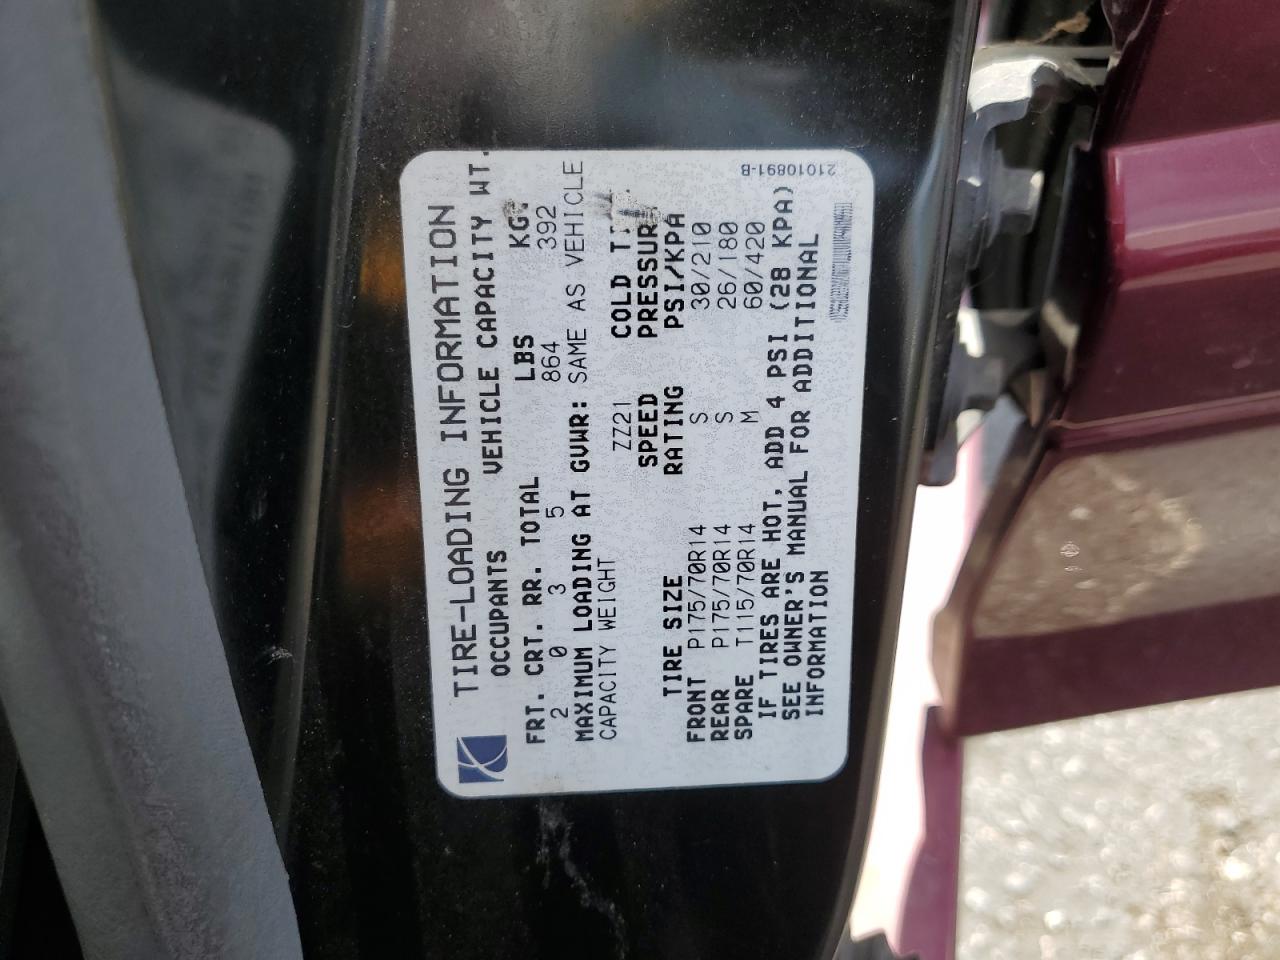 TIRE-LOADING INFORMATION
OCCUPANTS VEHICLE CAPACITY WT.
FRT. CRT. RR. TOTAL LBS KG.
2 0 3 5 864 392
MAXIMUM LOADING AT GVWR: SAME AS VEHICLE
CAPACITY WEIGHT
ZZ21 COLD
SPEED PRESSURE
TIRE SIZE RATING PSI/KPA
FRONT P175/70R14 S 30/210
REAR P175/70R14 S 26/180
SPARE T115/70R14 M 60/420
IF TIRES ARE HOT, ADD 4 PSI (28 KPA)
SEE OWNER'S MANUAL FOR ADDITIONAL
INFORMATION
21010891-B